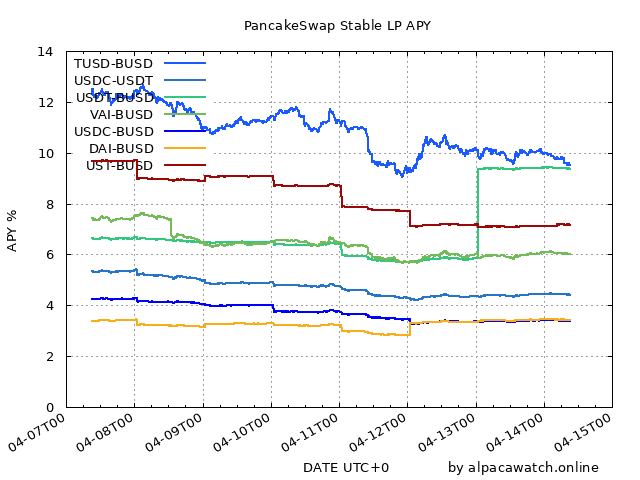 PancakeSwap Stable LP APY
14
12
10
8
6
4
2
0
APY %
TUSD-BUSD
USDC-USDT
USDT-BUSD
VAI-BUSD
USDC-BUSD
DAI-BUSD
UST-BUSD
04-07T00
04-08T00
04-09T00
04-10T00
04-11T00
04-12T00
04-13T00
04-14T00
04-15T00
DATE UTC+0
by alpacawatch.online